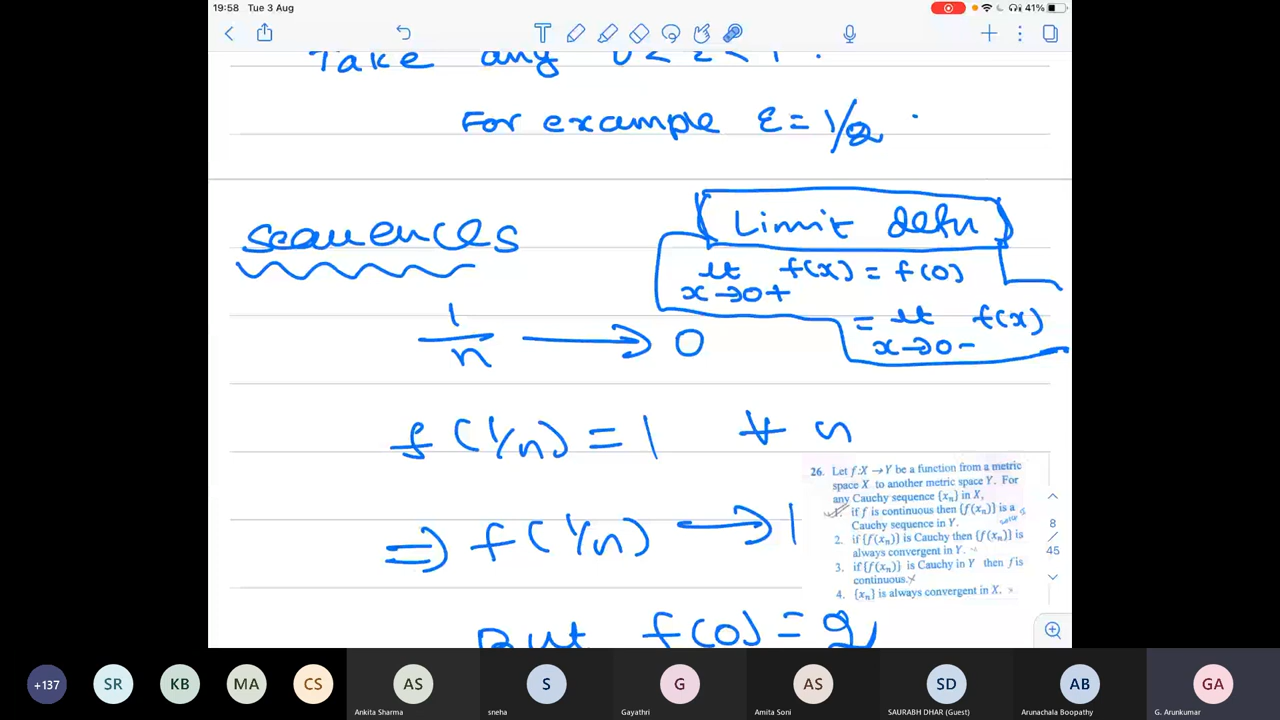 19:58 Tue 3 Aug
41%
Take any 0 < ε < 1 .
For example ε = 1/2 .
Sequences
Limit defn
lt f(x) = f(0)
x→0+
= lt f(x)
x→0-
1/n ⟶ 0
f(1/n) = 1 ∀ n
⇒ f(1/n) ⟶ 1
But f(0) = 2
26. Let f:X → Y be a function from a metric
space X to another metric space Y. For
any Cauchy sequence {xn} in X,
1. if f is continuous then {f(xn)} is a
Cauchy sequence in Y.
2. if {f(xn)} is Cauchy then {f(xn)} is
always convergent in Y.
3. if {f(xn)} is Cauchy in Y then f is
continuous.
4. {xn} is always convergent in X.
8
/
45
+137 SR KB MA CS AS S G AS SD AB GA
Ankita Sharma sneha Gayathri Amita Soni SAURABH DHAR (Guest) Arunachala Boopathy G. Arunkumar